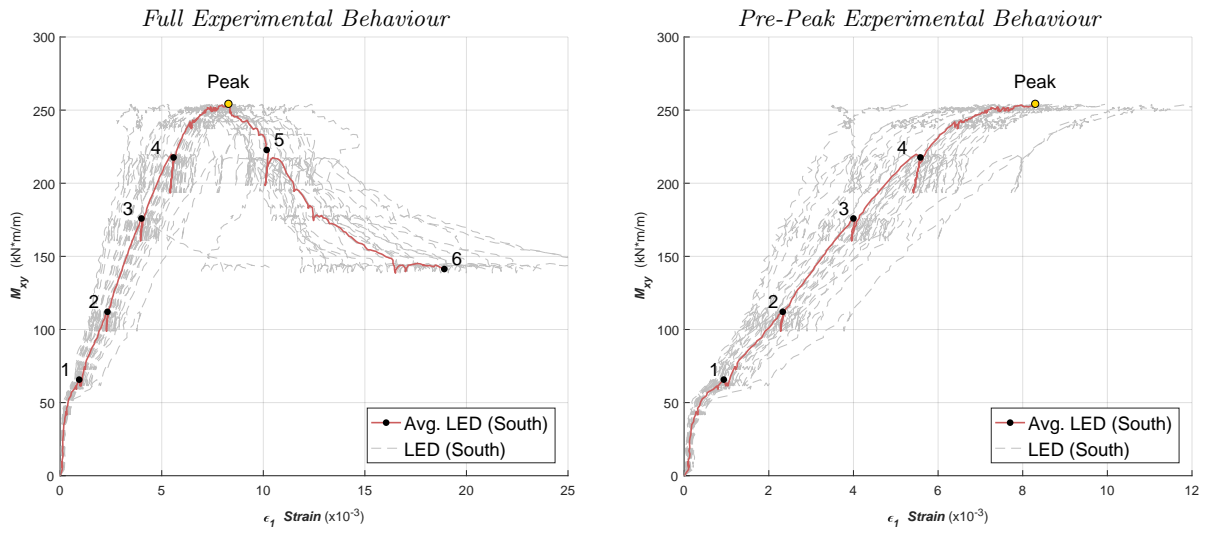 Full Experimental Behaviour
300
250
200
150
100
50
0
M_xy (kN*m/m)
Peak
1
2
3
4
5
6
Avg. LED (South)
LED (South)
0 5 10 15 20 25
ϵ_1 Strain (x10^-3)
Pre-Peak Experimental Behaviour
300
250
200
150
100
50
0
M_xy (kN*m/m)
Peak
1
2
3
4
Avg. LED (South)
LED (South)
0 2 4 6 8 10 12
ϵ_1 Strain (x10^-3)